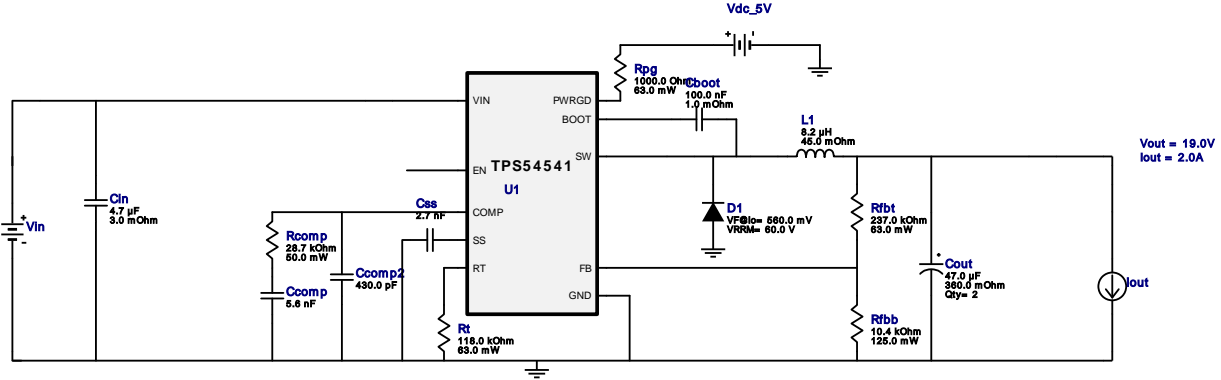 Vdc_5V
+
-
Rpg
1000.0 Ohm
63.0 mW
Cboot
100.0 nF
1.0 mOhm
VIN
PWRGD
BOOT
L1
8.2 µH
45.0 mOhm
Vout = 19.0V
Iout = 2.0A
TPS54541
SW
EN
U1
Cin
4.7 µF
3.0 mOhm
Css
2.7 nF
D1
VF@Io= 560.0 mV
VRRM= 60.0 V
Rfbt
237.0 kOhm
63.0 mW
+
Vin
-
COMP
Rcomp
28.7 kOhm
50.0 mW
SS
RT
FB
Ccomp2
430.0 pF
Cout
47.0 µF
360.0 mOhm
Qty= 2
Iout
Ccomp
5.6 nF
GND
Rt
118.0 kOhm
63.0 mW
Rfbb
10.4 kOhm
125.0 mW